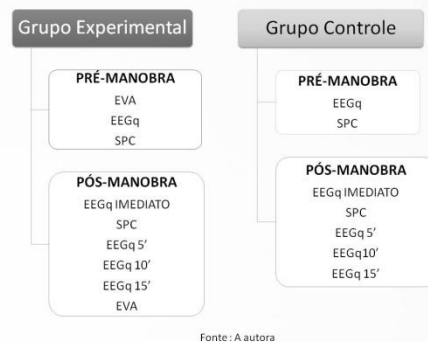 Grupo Experimental
PRÉ-MANOBRA
EVA
EEGq
SPC
PÓS-MANOBRA
EEGq IMEDIATO
SPC
EEGq 5’
EEGq 10’
EEGq 15’
EVA
Grupo Controle
PRÉ-MANOBRA
EEGq
SPC
PÓS-MANOBRA
EEGq IMEDIATO
SPC
EEGq 5’
EEGq10’
EEGq 15’
Fonte : A autora